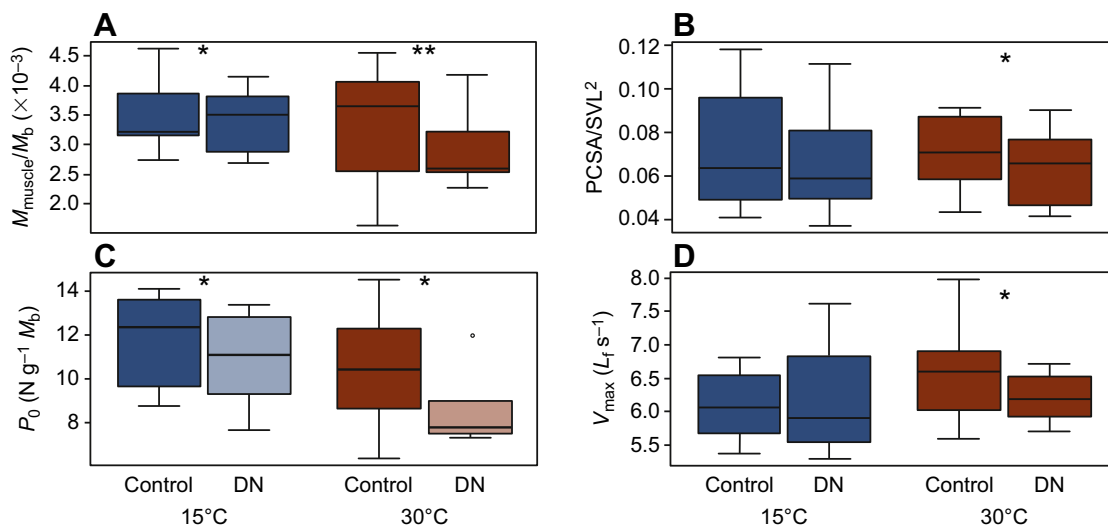 A
M_muscle/M_b (×10⁻³)
4.5
4.0
3.5
3.0
2.5
2.0
*
**
B
PCSA/SVL²
0.12
0.10
0.08
0.06
0.04
*
C
P₀ (N g⁻¹ M_b)
14
12
10
8
*
*
Control DN Control DN
15°C 30°C
D
V_max (L_f s⁻¹)
8.0
7.5
7.0
6.5
6.0
5.5
*
Control DN Control DN
15°C 30°C